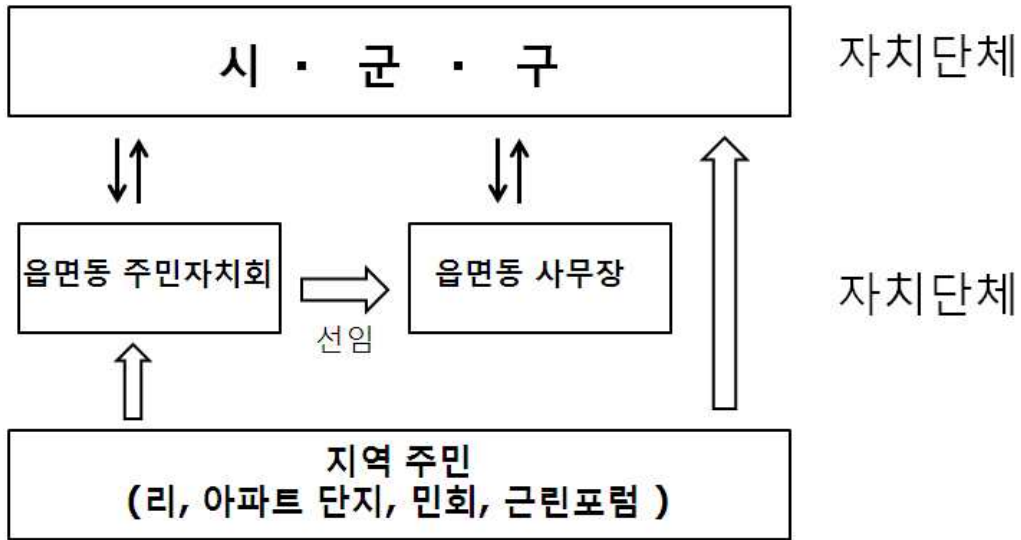 시 · 군 · 구
자치단체
읍면동 주민자치회
선임
읍면동 사무장
자치단체
지역 주민
(리, 아파트 단지, 민회, 근린포럼 )